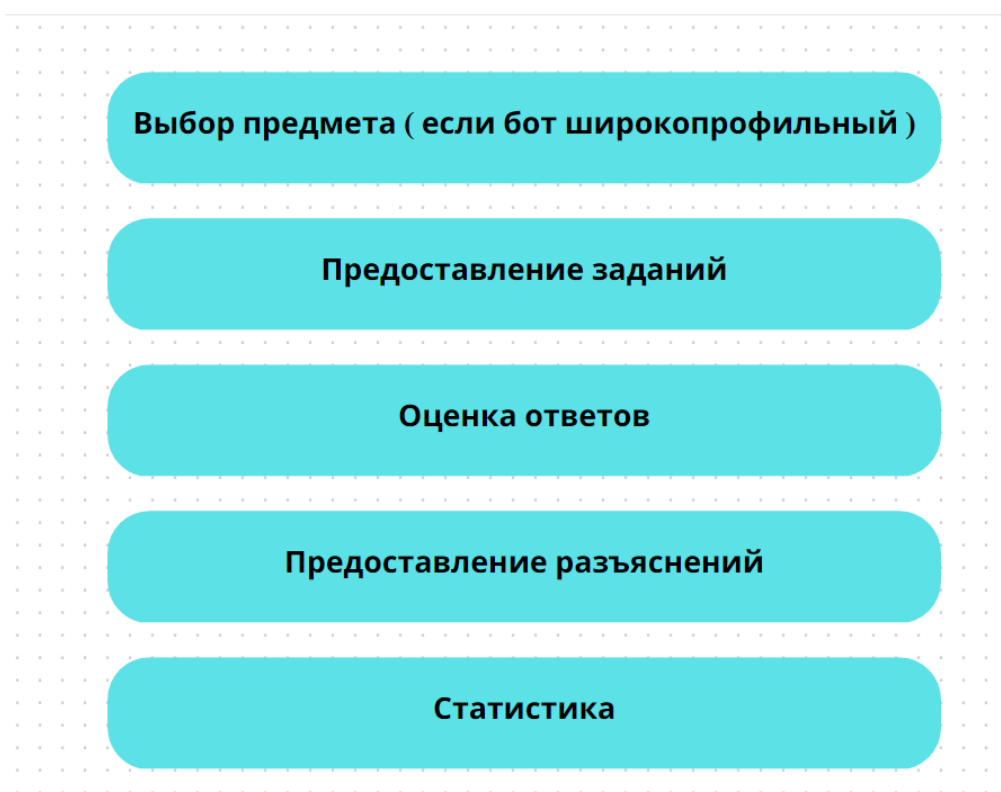 Выбор предмета ( если бот широкопрофильный )
Предоставление заданий
Оценка ответов
Предоставление разъяснений
Статистика